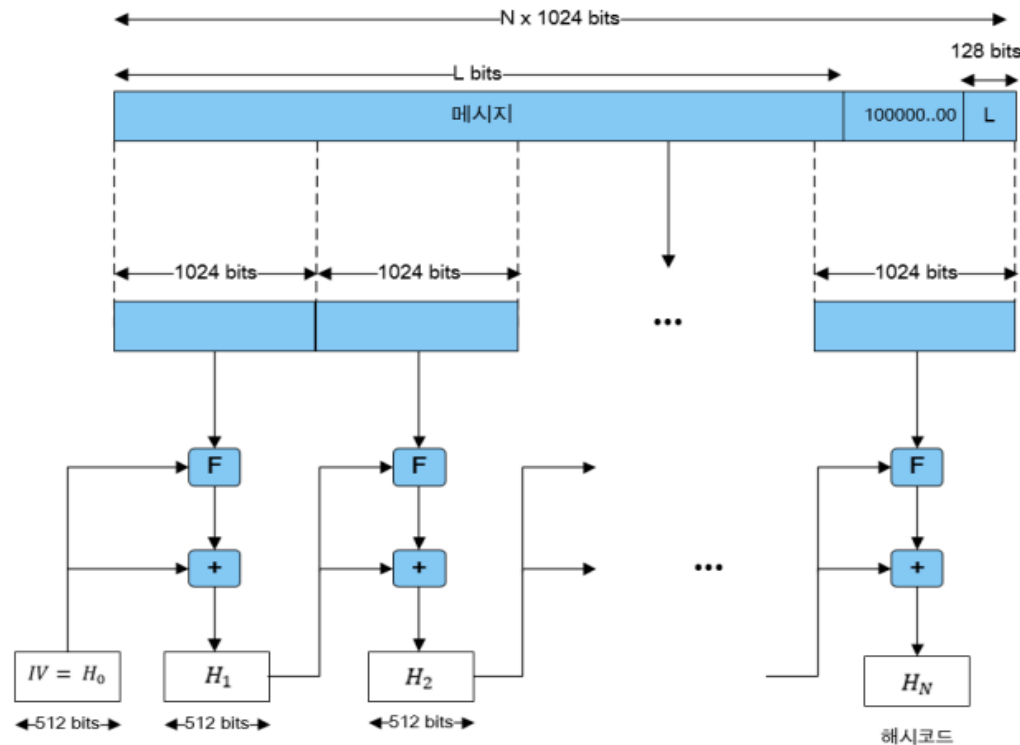 N x 1024 bits
128 bits
L bits
메시지
100000..00
L
1024 bits
1024 bits
1024 bits
...
F
F
F
+
+
...
+
IV = H₀
H₁
H₂
H_N
512 bits
512 bits
512 bits
해시코드